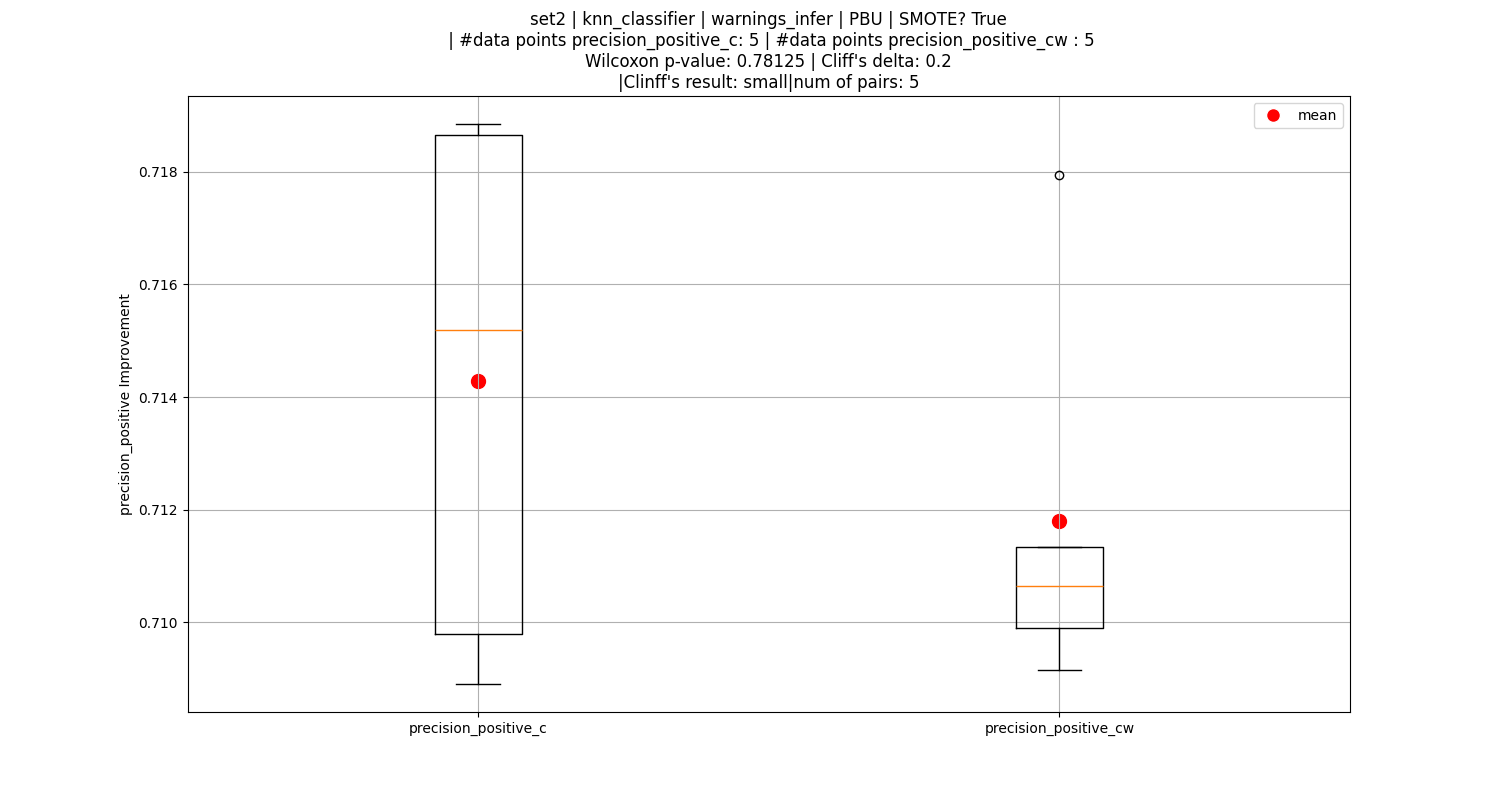 set2 | knn_classifier | warnings_infer | PBU | SMOTE? True
| #data points precision_positive_c: 5 | #data points precision_positive_cw : 5
Wilcoxon p-value: 0.78125 | Cliff's delta: 0.2
|Clinff's result: small|num of pairs: 5
mean
0.718
0.716
0.714
0.712
0.710
precision_positive Improvement
precision_positive_c
precision_positive_cw